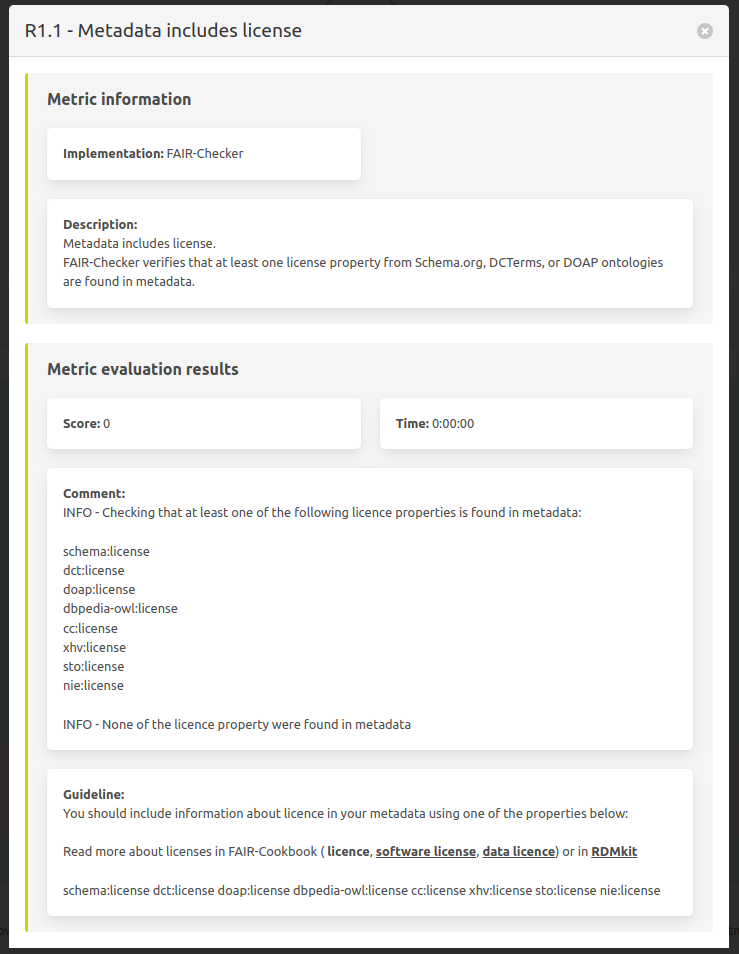 R1.1 - Metadata includes license
Metric information
Implementation: FAIR-Checker
Description:
Metadata includes license.
FAIR-Checker verifies that at least one license property from Schema.org, DCTerms, or DOAP ontologies
are found in metadata.
Metric evaluation results
Score: 0
Time: 0:00:00
Comment:
INFO - Checking that at least one of the following licence properties is found in metadata:
schema:license
dct:license
doap:license
dbpedia-owl:license
cc:license
xhv:license
sto:license
nie:license
INFO - None of the licence property were found in metadata
Guideline:
You should include information about licence in your metadata using one of the properties below:
Read more about licenses in FAIR-Cookbook ( licence, software license, data licence) or in RDMkit
schema:license dct:license doap:license dbpedia-owl:license cc:license xhv:license sto:license nie:license